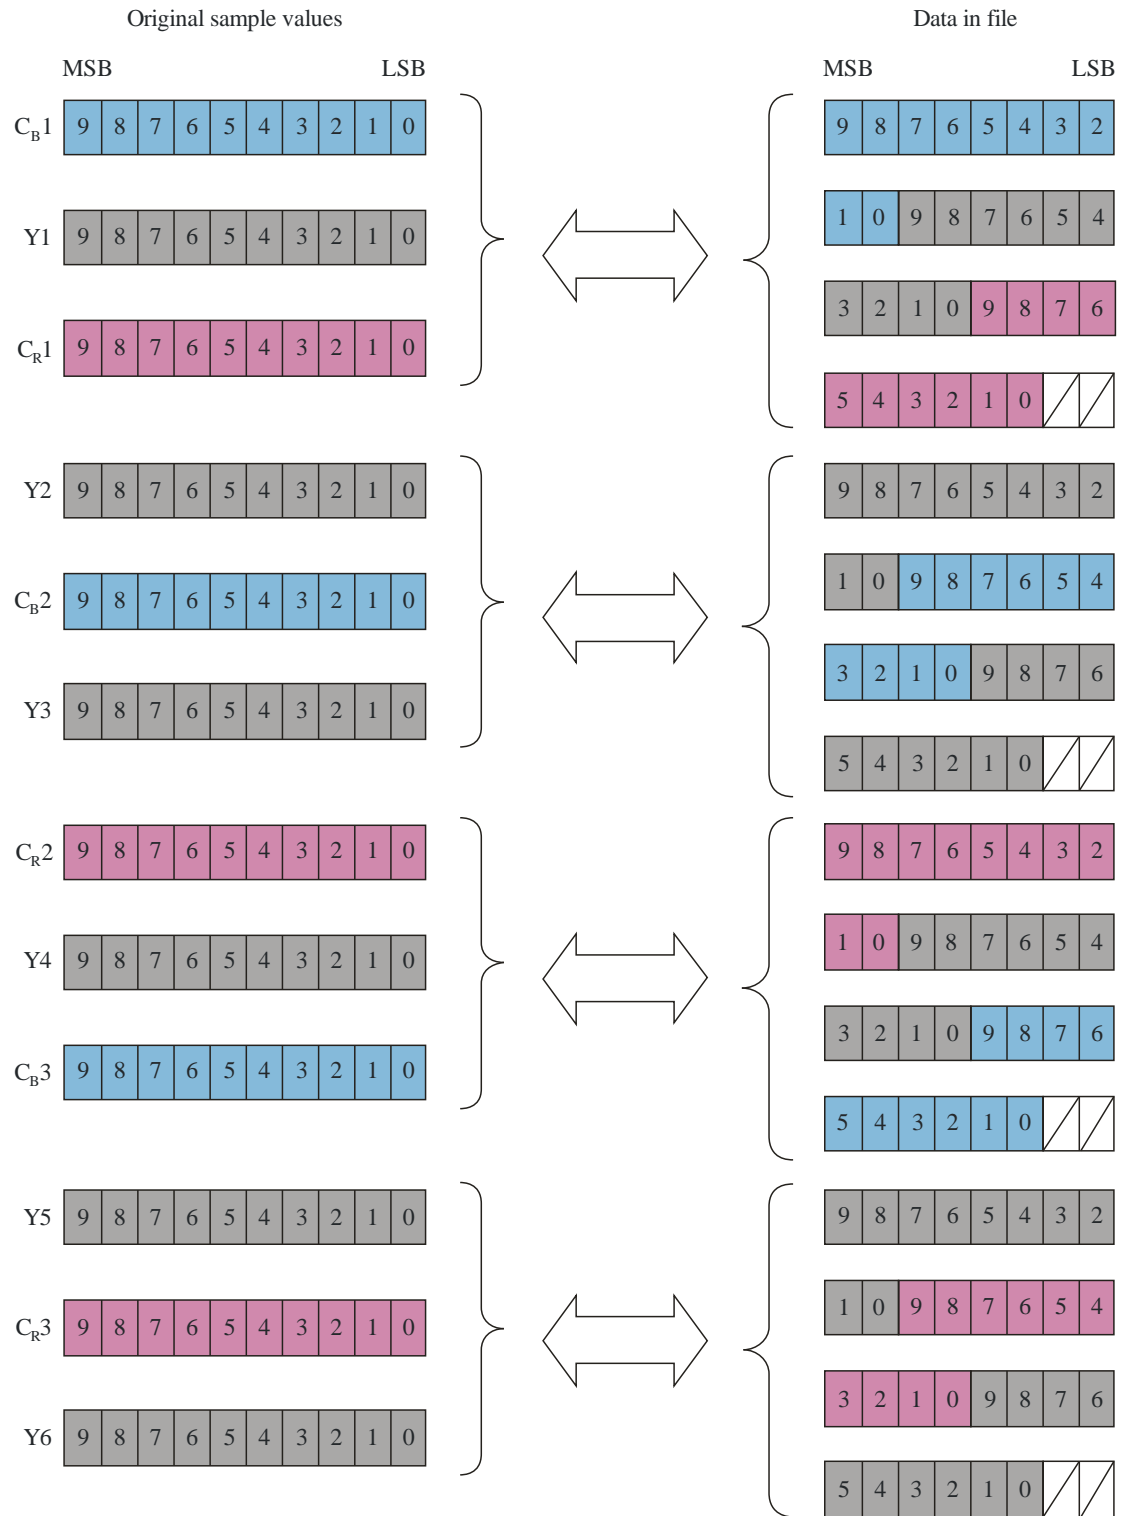 Original sample values Data in file
MSB LSB MSB LSB
C_B1 9 8 7 6 5 4 3 2 1 0 9 8 7 6 5 4 3 2
Y1 9 8 7 6 5 4 3 2 1 0 1 0 9 8 7 6 5 4
C_R1 9 8 7 6 5 4 3 2 1 0 3 2 1 0 9 8 7 6
5 4 3 2 1 0
Y2 9 8 7 6 5 4 3 2 1 0 9 8 7 6 5 4 3 2
C_B2 9 8 7 6 5 4 3 2 1 0 1 0 9 8 7 6 5 4
Y3 9 8 7 6 5 4 3 2 1 0 3 2 1 0 9 8 7 6
5 4 3 2 1 0
C_R2 9 8 7 6 5 4 3 2 1 0 9 8 7 6 5 4 3 2
Y4 9 8 7 6 5 4 3 2 1 0 1 0 9 8 7 6 5 4
C_B3 9 8 7 6 5 4 3 2 1 0 3 2 1 0 9 8 7 6
5 4 3 2 1 0
Y5 9 8 7 6 5 4 3 2 1 0 9 8 7 6 5 4 3 2
C_R3 9 8 7 6 5 4 3 2 1 0 1 0 9 8 7 6 5 4
Y6 9 8 7 6 5 4 3 2 1 0 3 2 1 0 9 8 7 6
5 4 3 2 1 0